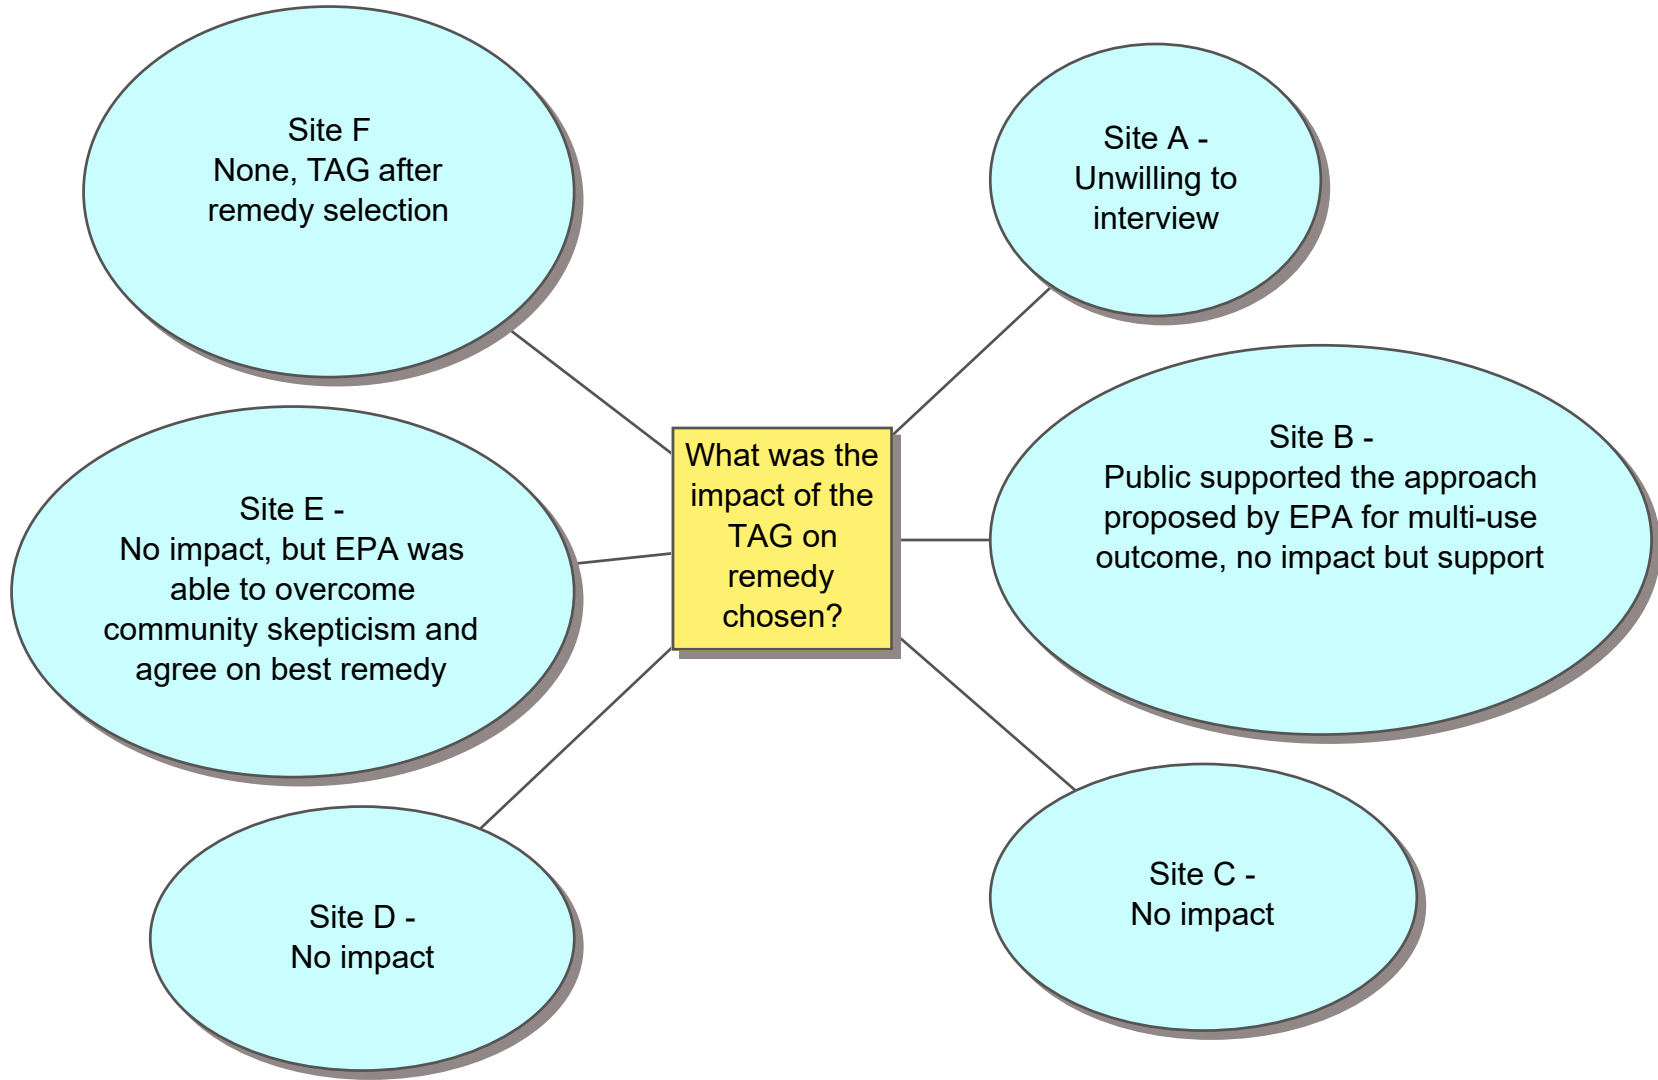 Site F
None, TAG after
remedy selection
Site A -
Unwilling to
interview
What was the
impact of the
TAG on
remedy
chosen?
Site B -
Public supported the approach
proposed by EPA for multi-use
outcome, no impact but support
Site E -
No impact, but EPA was
able to overcome
community skepticism and
agree on best remedy
Site D -
No impact
Site C -
No impact